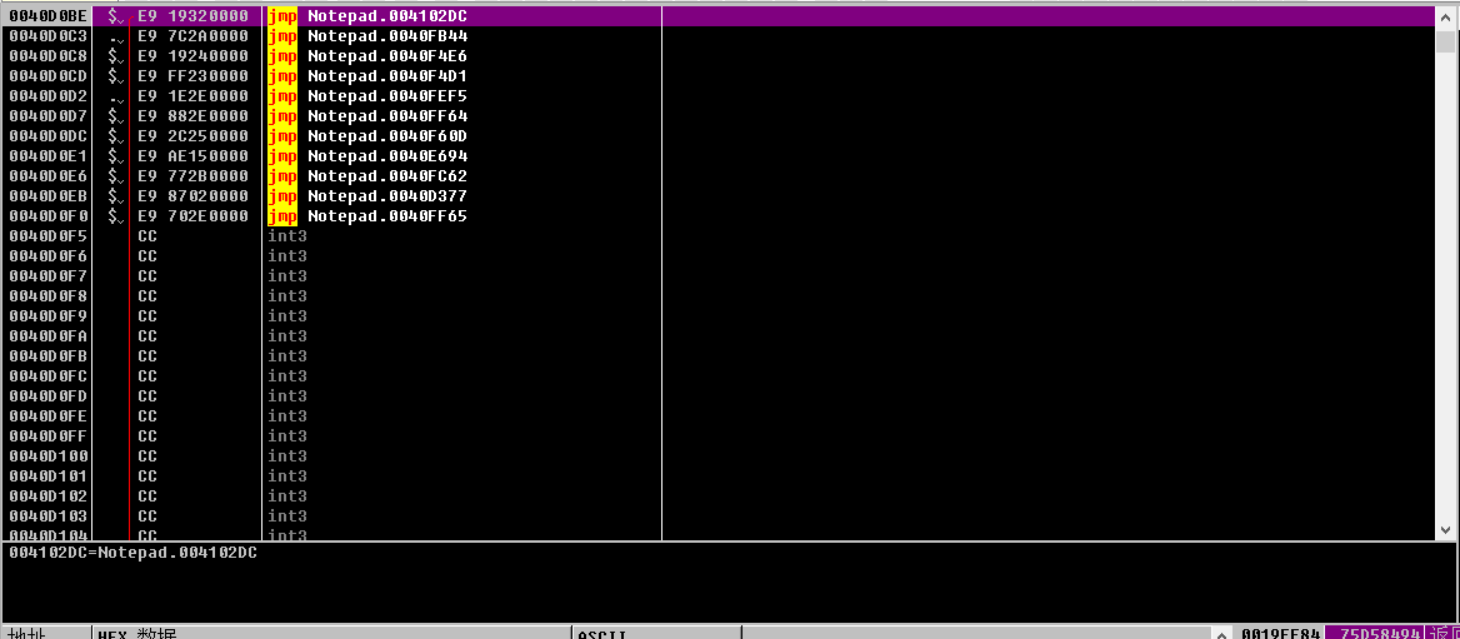 0040D0BE $ E9 19320000 jmp Notepad.004102DC
0040D0C3 . E9 7C2A0000 jmp Notepad.0040FB44
0040D0C8 $ E9 19240000 jmp Notepad.0040F4E6
0040D0CD $ E9 FF230000 jmp Notepad.0040F4D1
0040D0D2 . E9 1E2E0000 jmp Notepad.0040FEF5
0040D0D7 $ E9 882E0000 jmp Notepad.0040FF64
0040D0DC $ E9 2C250000 jmp Notepad.0040F60D
0040D0E1 $ E9 AE150000 jmp Notepad.0040E694
0040D0E6 $ E9 772B0000 jmp Notepad.0040FC62
0040D0EB $ E9 87020000 jmp Notepad.0040D377
0040D0F0 $ E9 702E0000 jmp Notepad.0040FF65
0040D0F5 CC int3
0040D0F6 CC int3
0040D0F7 CC int3
0040D0F8 CC int3
0040D0F9 CC int3
0040D0FA CC int3
0040D0FB CC int3
0040D0FC CC int3
0040D0FD CC int3
0040D0FE CC int3
0040D0FF CC int3
0040D100 CC int3
0040D101 CC int3
0040D102 CC int3
0040D103 CC int3
0040D104 CC int3
004102DC=Notepad.004102DC
地址 HEX 数据 ASCII 0019FF84 75D58494 返回